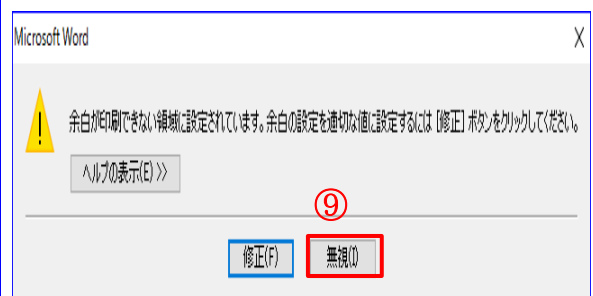 Microsoft Word
余白が印刷できない領域に設定されています。余白の設定を適切な値に設定するには [修正] ボタンをクリックしてください。
ヘルプの表示(E) >>
⑨
修正(F)
無視(I)